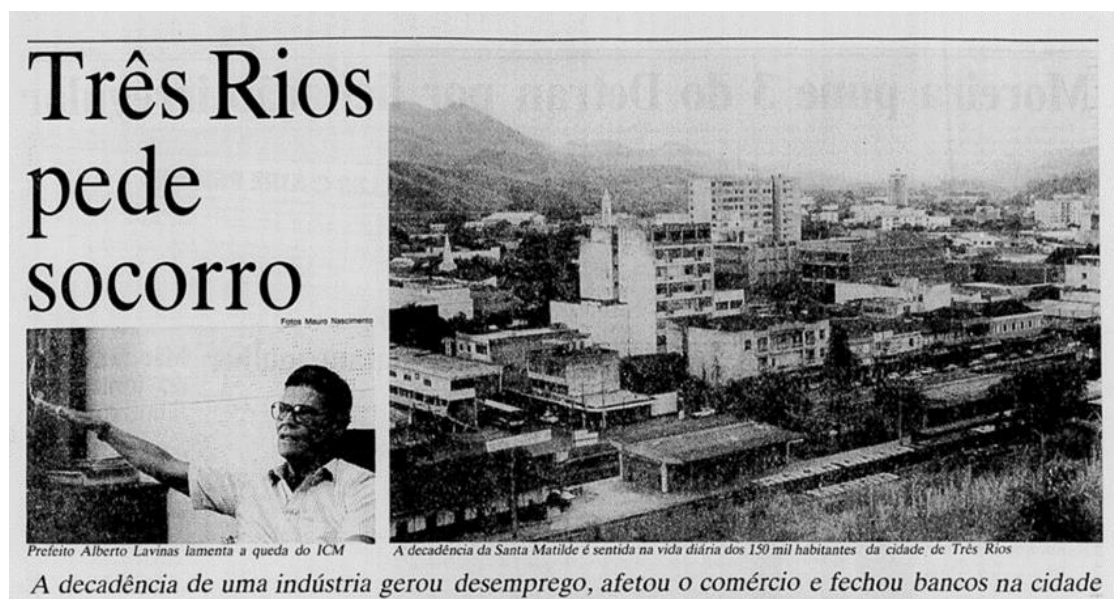 Três Rios
pede
socorro
Fotos Mauro Nascimento
Prefeito Alberto Lavinas lamenta a queda do ICM
A decadência da Santa Matilde é sentida na vida diária dos 150 mil habitantes da cidade de Três Rios
A decadência de uma indústria gerou desemprego, afetou o comércio e fechou bancos na cidade